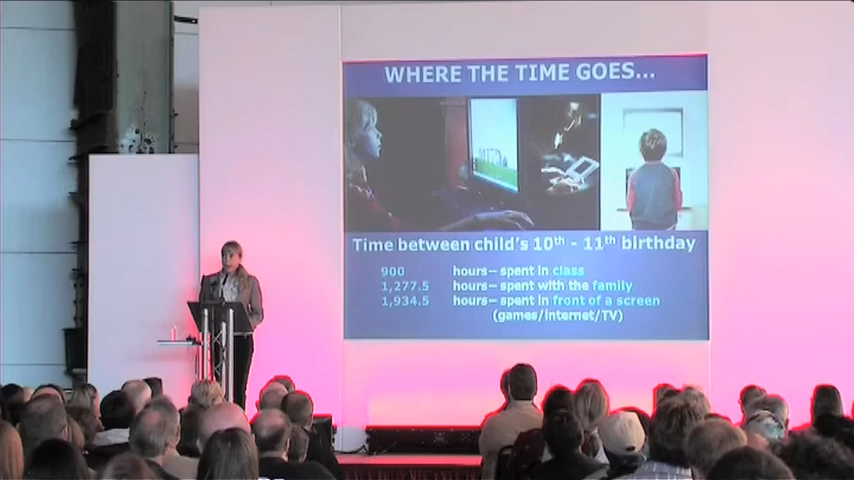 WHERE THE TIME GOES...
Time between child's 10th - 11th birthday
900 hours– spent in class
1,277.5 hours– spent with the family
1,934.5 hours– spent in front of a screen
(games/internet/TV)